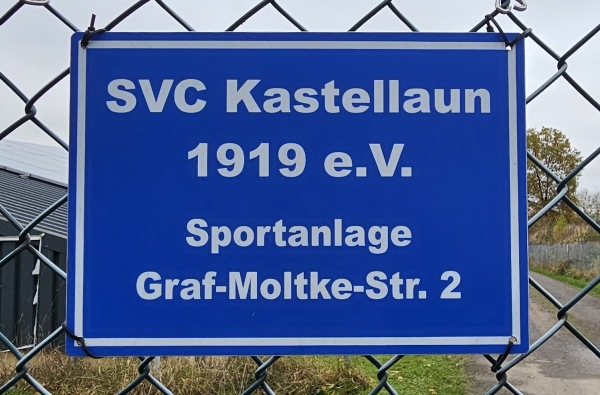 SVC Kastellaun
1919 e.V.
Sportanlage
Graf-Moltke-Str. 2